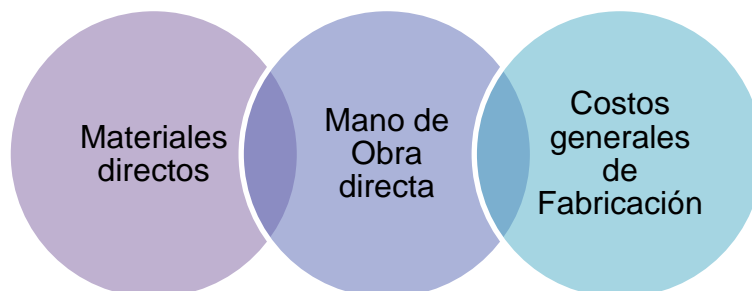 Materiales
directos
Mano de
Obra
directa
Costos
generales
de
Fabricación